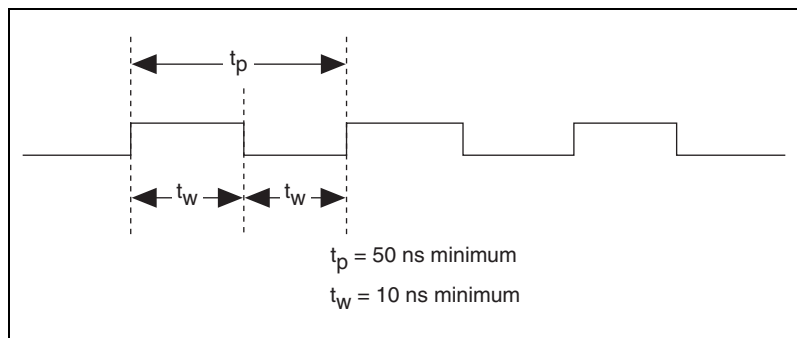 tp
tw tw
tp = 50 ns minimum
tw = 10 ns minimum